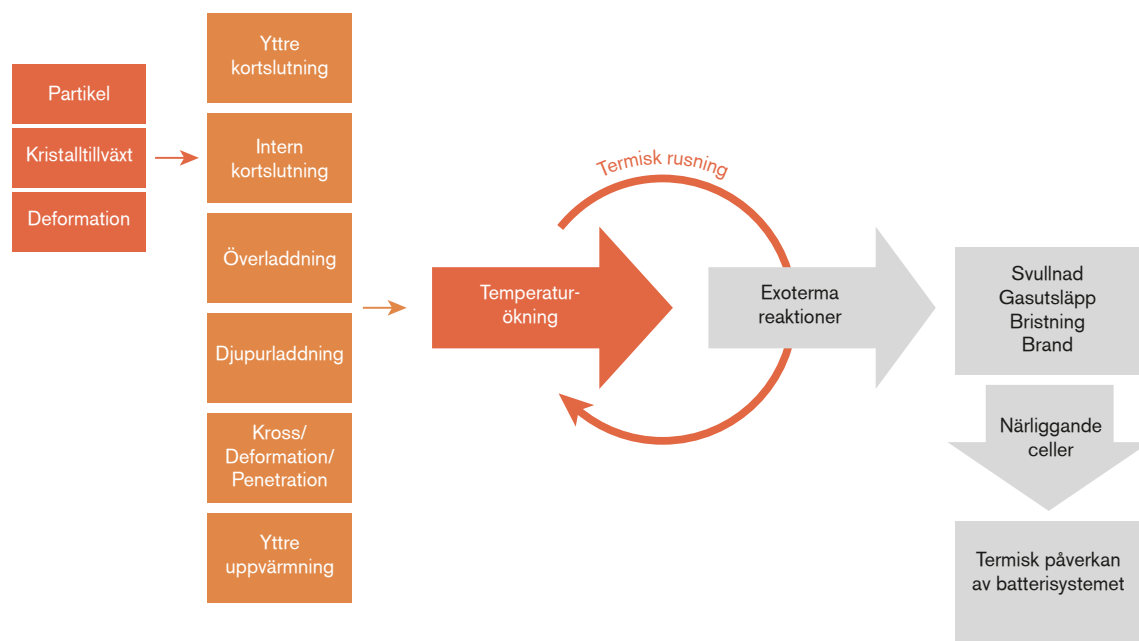 Partikel
Kristalltillväxt
Deformation
Yttre
kortslutning
Intern
kortslutning
Överladdning
Djupurladdning
Kross/
Deformation/
Penetration
Yttre
uppvärmning
Termisk rusning
Temperatur-
ökning
Exoterma
reaktioner
Svullnad
Gasutsläpp
Bristning
Brand
Närliggande
celler
Termisk påverkan
av batterisystemet